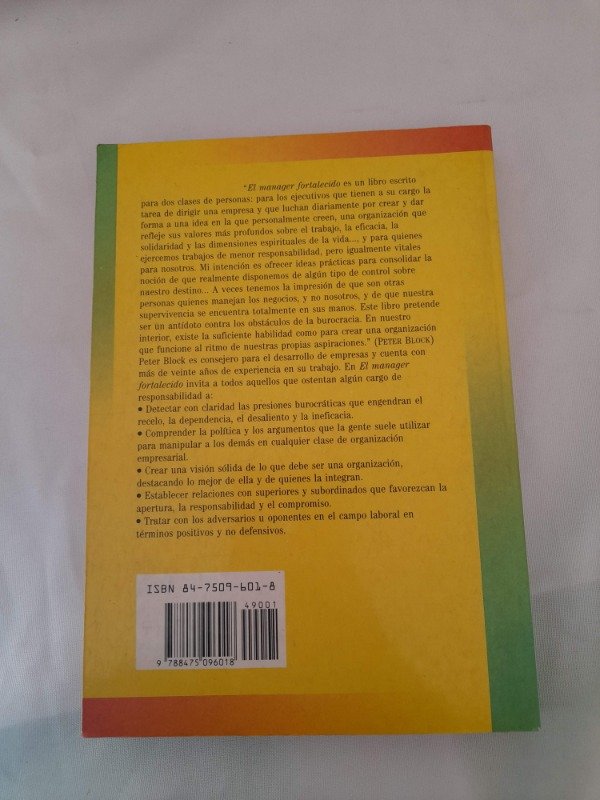 "El manager fortalecido es un libro escrito
para dos clases de personas: para los ejecutivos que tienen a su cargo la
tarea de dirigir una empresa y que luchan diariamente por crear y dar
forma a una idea en la que personalmente creen, una organización que
refleje sus valores más profundos sobre el trabajo, la eficacia, la
solidaridad y las dimensiones espirituales de la vida..., y para quienes
ejercemos trabajos de menor responsabilidad, pero igualmente vitales
para nosotros. Mi intención es ofrecer ideas prácticas para consolidar la
noción de que realmente disponemos de algún tipo de control sobre
nuestro destino... A veces tenemos la impresión de que son otras
personas quienes manejan los negocios, y no nosotros, y de que nuestra
supervivencia se encuentra totalmente en sus manos. Este libro pretende
ser un antídoto contra los obstáculos de la burocracia. En nuestro
interior, existe la suficiente habilidad como para crear una organización
que funcione al ritmo de nuestras propias aspiraciones." (PETER BLOCK)
Peter Block es consejero para el desarrollo de empresas y cuenta con
más de veinte años de experiencia en su trabajo. En El manager
fortalecido invita a todos aquellos que ostentan algún cargo de
responsabilidad a:
• Detectar con claridad las presiones burocráticas que engendran el
recelo, la dependencia, el desaliento y la ineficacia.
• Comprender la política y los argumentos que la gente suele utilizar
para manipular a los demás en cualquier clase de organización
empresarial.
• Crear una visión sólida de lo que debe ser una organización,
destacando lo mejor de ella y de quienes la integran.
• Establecer relaciones con superiores y subordinados que favorezcan la
apertura, la responsabilidad y el compromiso.
• Tratar con los adversarios u oponentes en el campo laboral en
términos positivos y no defensivos.
ISBN 84-7509-601-8
49001
9 788475 096018